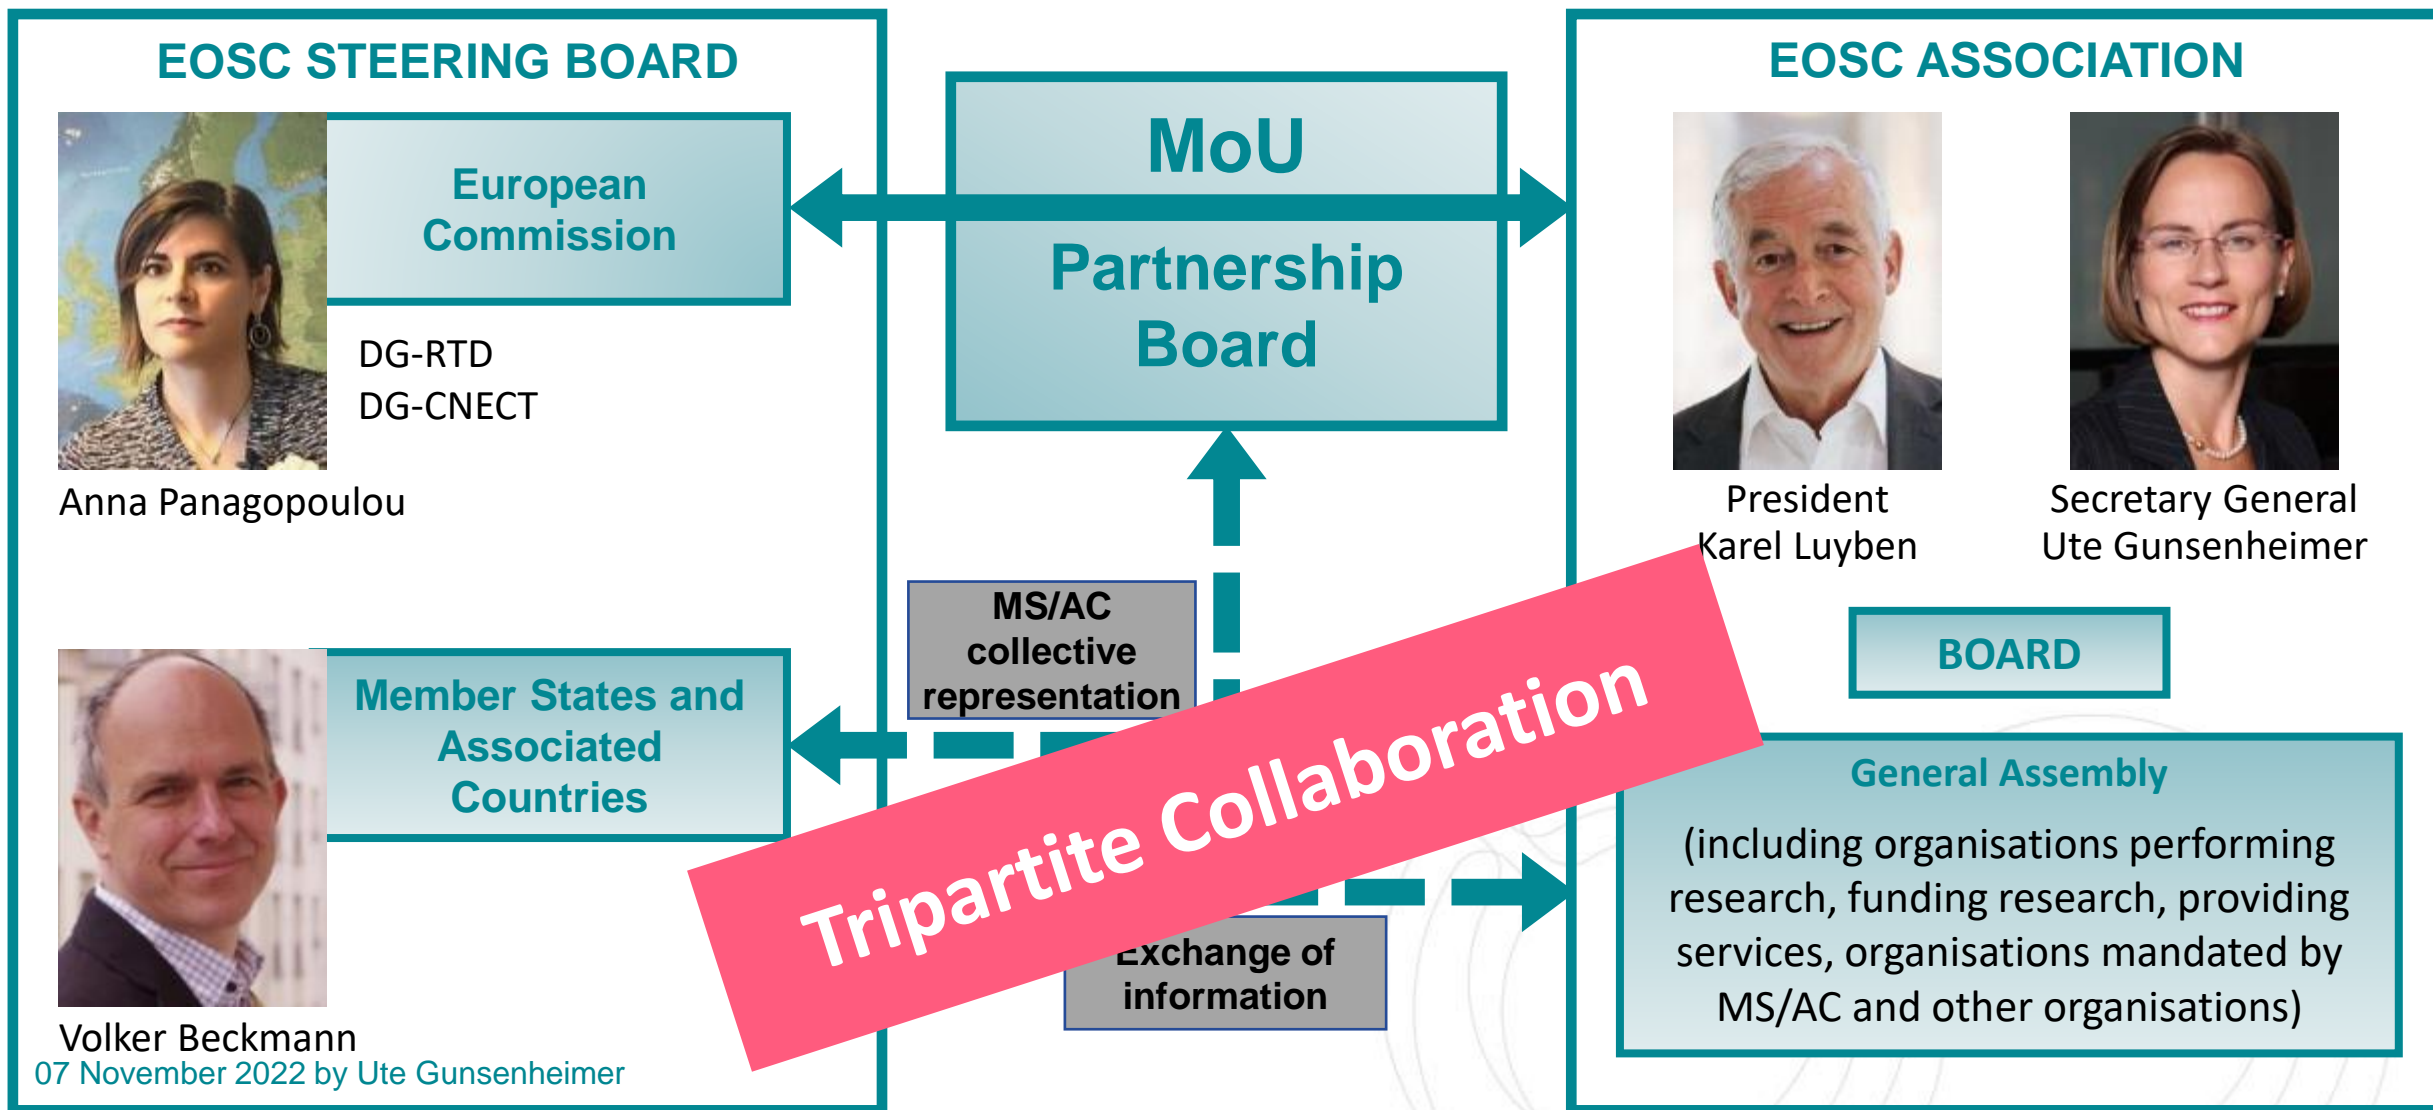 EOSC STEERING BOARD
European
Commission
DG-RTD
DG-CNECT
Anna Panagopoulou
Member States and
Associated
Countries
Volker Beckmann
07 November 2022 by Ute Gunsenheimer
MoU
Partnership
Board
MS/AC
collective
representation
Tripartite Collaboration
Exchange of
information
EOSC ASSOCIATION
President
Karel Luyben
Secretary General
Ute Gunsenheimer
BOARD
General Assembly
(including organisations performing
research, funding research, providing
services, organisations mandated by
MS/AC and other organisations)